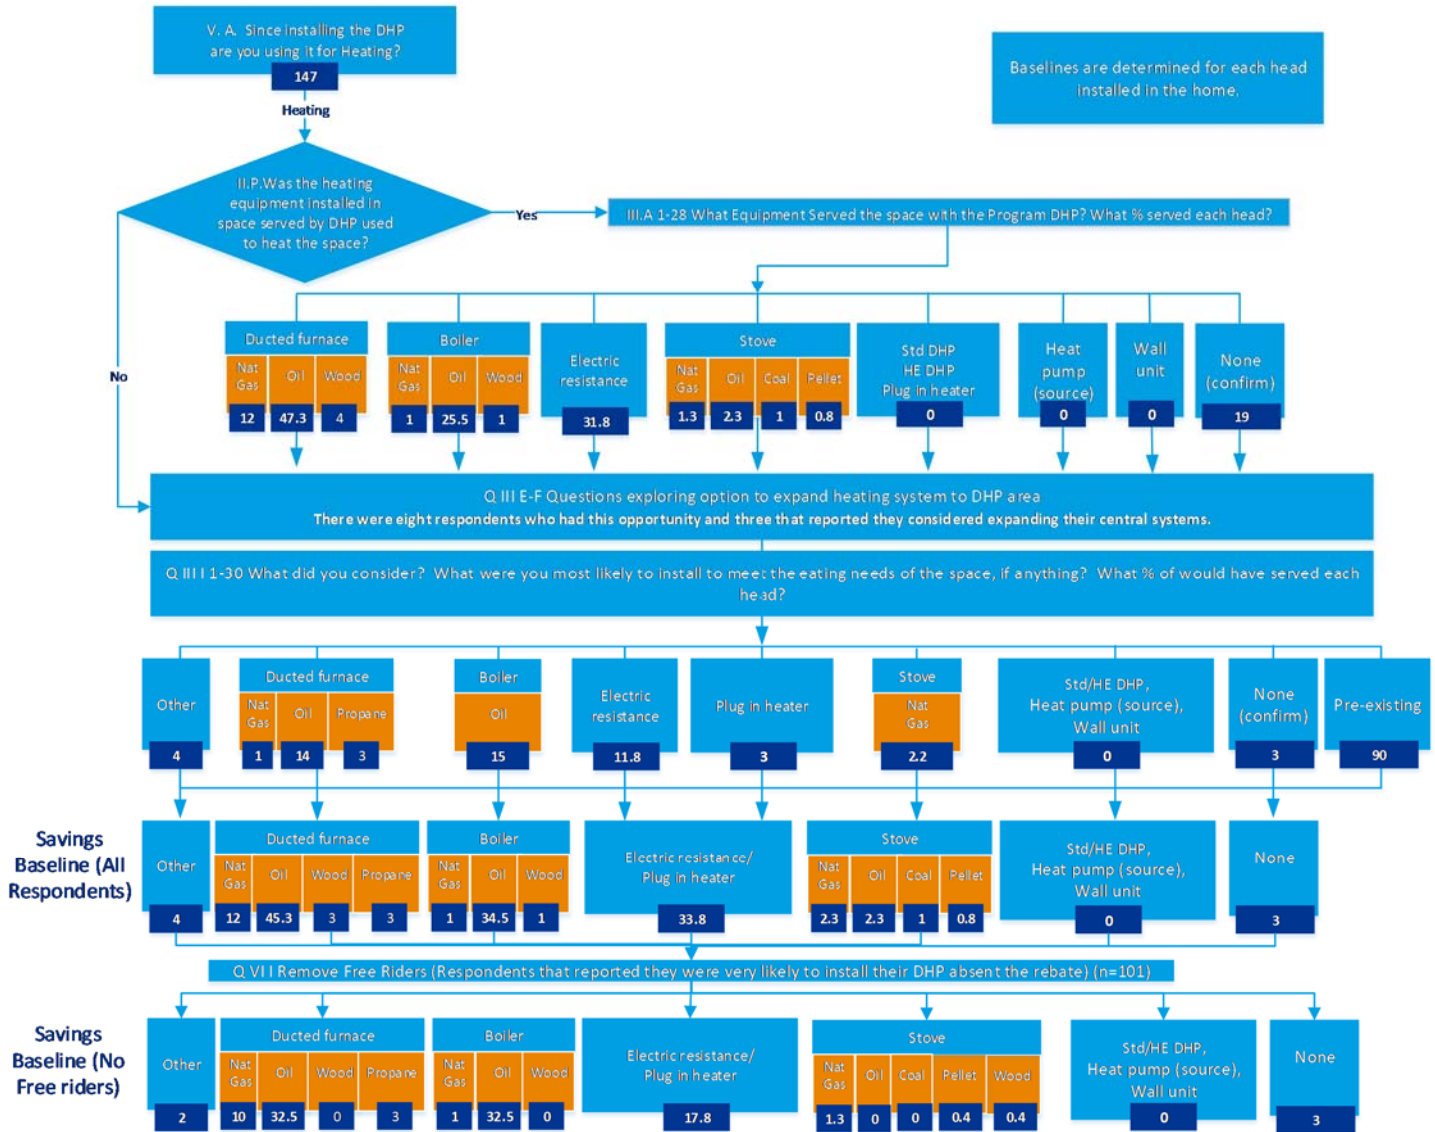 V. A. Since installing the DHP
are you using it for Heating?
147
Heating
Baselines are determined for each head
installed in the home.
II.P.Was the heating
equipment installed in
space served by DHP used
to heat the space?
Yes
No
III.A 1-28 What Equipment Served the space with the Program DHP? What % served each head?
Ducted furnace
Nat
Gas
Oil
Wood
12
47.3
4
Boiler
Nat
Gas
Oil
Wood
1
25.5
1
Electric
resistance
31.8
Stove
Nat
Gas
Oil
Coal
Pellet
1.3
2.3
1
0.8
Std DHP
HE DHP
Plug in heater
0
Heat
pump
(source)
0
Wall
unit
0
None
(confirm)
19
Q III E-F Questions exploring option to expand heating system to DHP area
There were eight respondents who had this opportunity and three that reported they considered expanding their central systems.
Q III I 1-30 What did you consider? What were you most likely to install to meet the eating needs of the space, if anything? What % of would have served each
head?
Other
4
Ducted furnace
Nat
Gas
Oil
Propane
1
14
3
Boiler
Oil
15
Electric
resistance
11.8
Plug in heater
3
Stove
Nat
Gas
2.2
Std/HE DHP,
Heat pump (source),
Wall unit
0
None
(confirm)
3
Pre-existing
90
Savings
Baseline (All
Respondents)
Other
4
Ducted furnace
Nat
Gas
Oil
Wood
Propane
12
45.3
3
3
Boiler
Nat
Gas
Oil
Wood
1
34.5
1
Electric resistance/
Plug in heater
33.8
Stove
Nat
Gas
Oil
Coal
Pellet
2.3
2.3
1
0.8
Std/HE DHP,
Heat pump (source),
Wall unit
0
None
3
Q VI I Remove Free Riders (Respondents that reported they were very likely to install their DHP absent the rebate) (n=101)
Savings
Baseline (No
Free riders)
Other
2
Ducted furnace
Nat
Gas
Oil
Wood
Propane
10
32.5
0
3
Boiler
Nat
Gas
Oil
Wood
1
32.5
0
Electric resistance/
Plug in heater
17.8
Stove
Nat
Gas
Oil
Coal
Pellet
Wood
1.3
0
0
0.4
0.4
Std/HE DHP,
Heat pump (source),
Wall unit
0
None
3